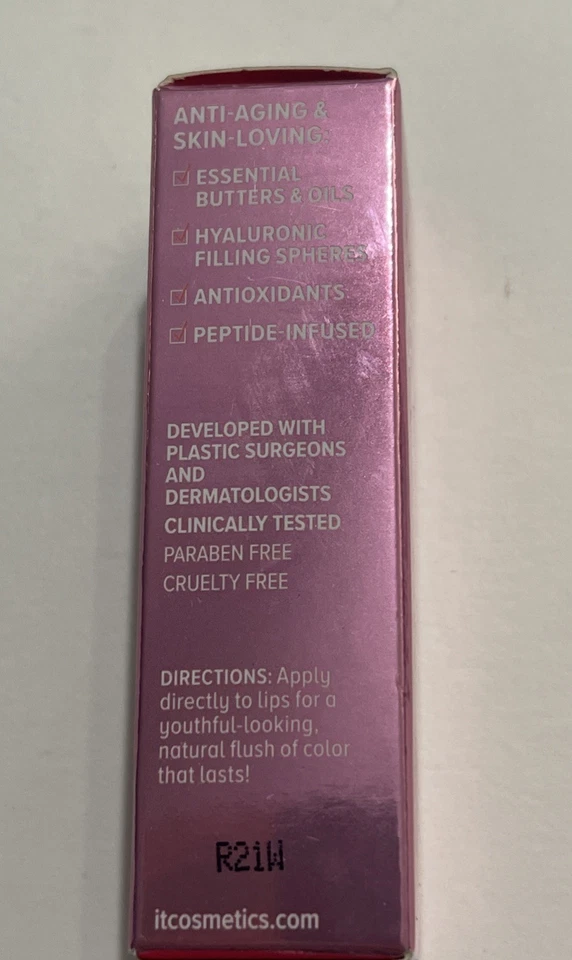 ANTI-AGING &
SKIN-LOVING:
ESSENTIAL
BUTTERS & OILS
HYALURONIC
FILLING SPHERES
ANTIOXIDANTS
PEPTIDE-INFUSED
DEVELOPED WITH
PLASTIC SURGEONS
AND
DERMATOLOGISTS
CLINICALLY TESTED
PARABEN FREE
CRUELTY FREE
DIRECTIONS: Apply
directly to lips for a
youthful-looking,
natural flush of color
that lasts!
R21W
itcosmetics.com